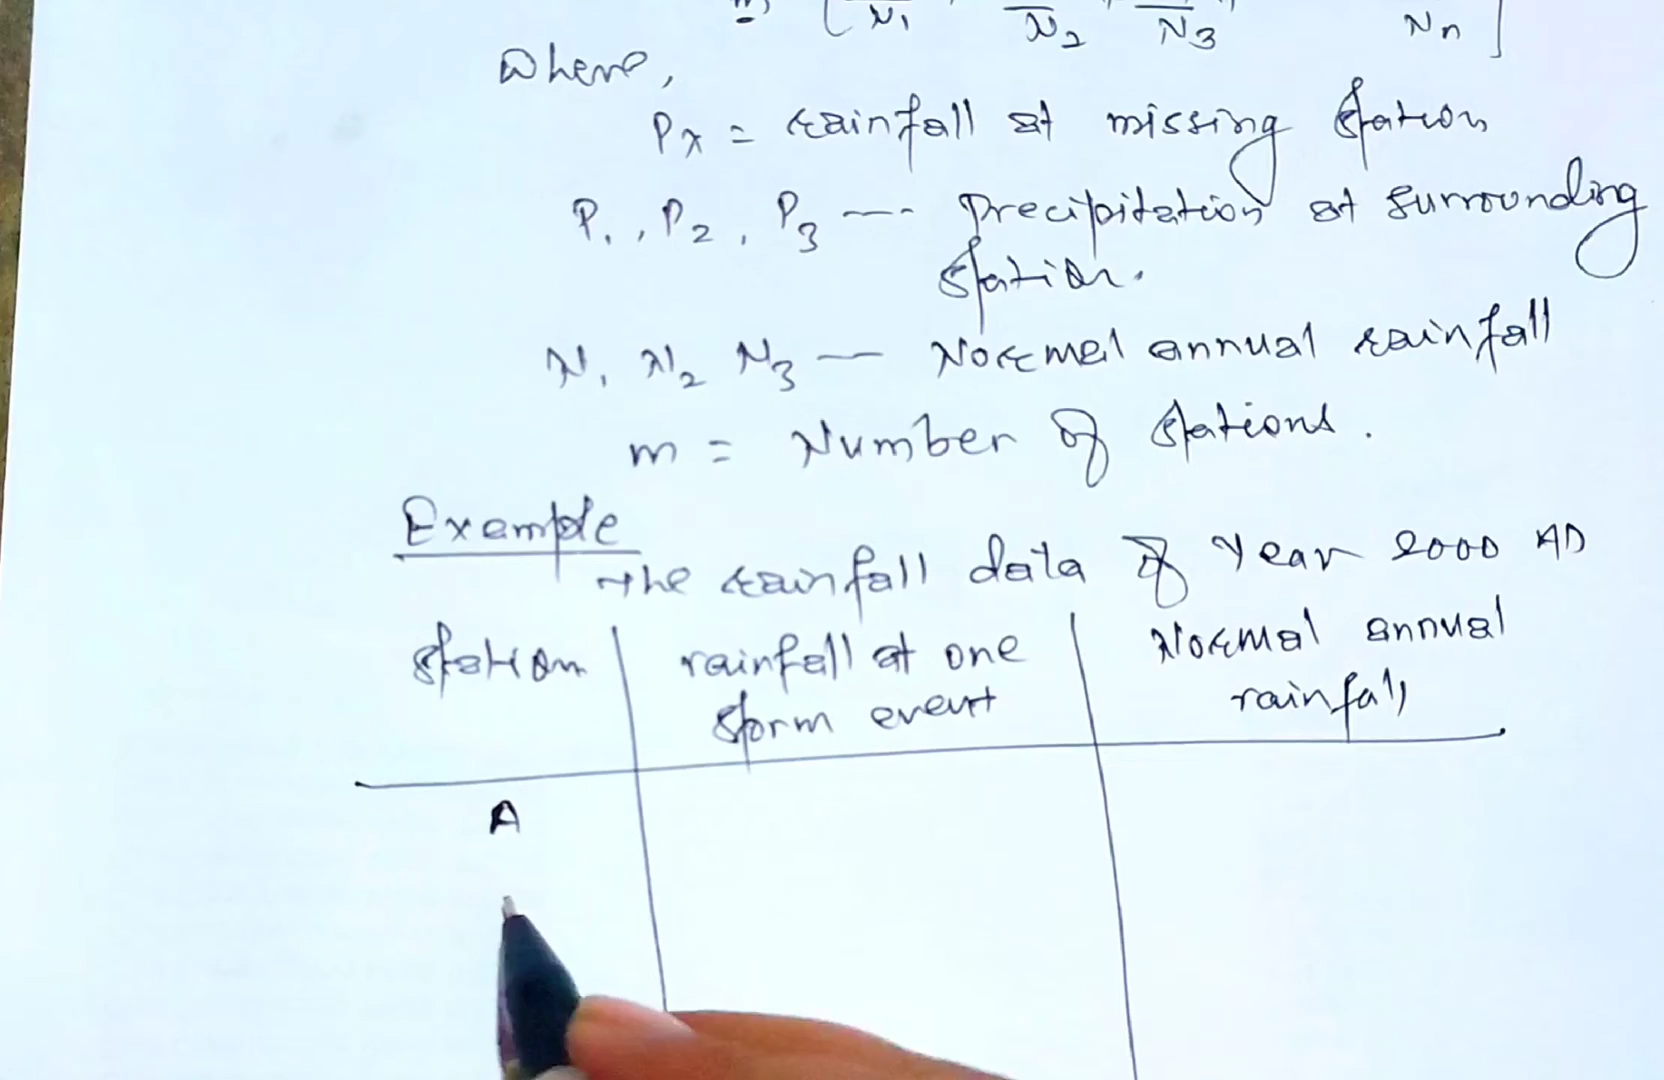 m [ N1 N2 N3 Nn ]
where,
Px = rainfall at missing station
P1, P2, P3 --- precipitation at surrounding
station.
N1 N2 N3 — Normal annual rainfall
m = Number of stations.
Example
The rainfall data of year 2000 AD
station | rainfall at one | Normal annual
storm event | rainfall
A